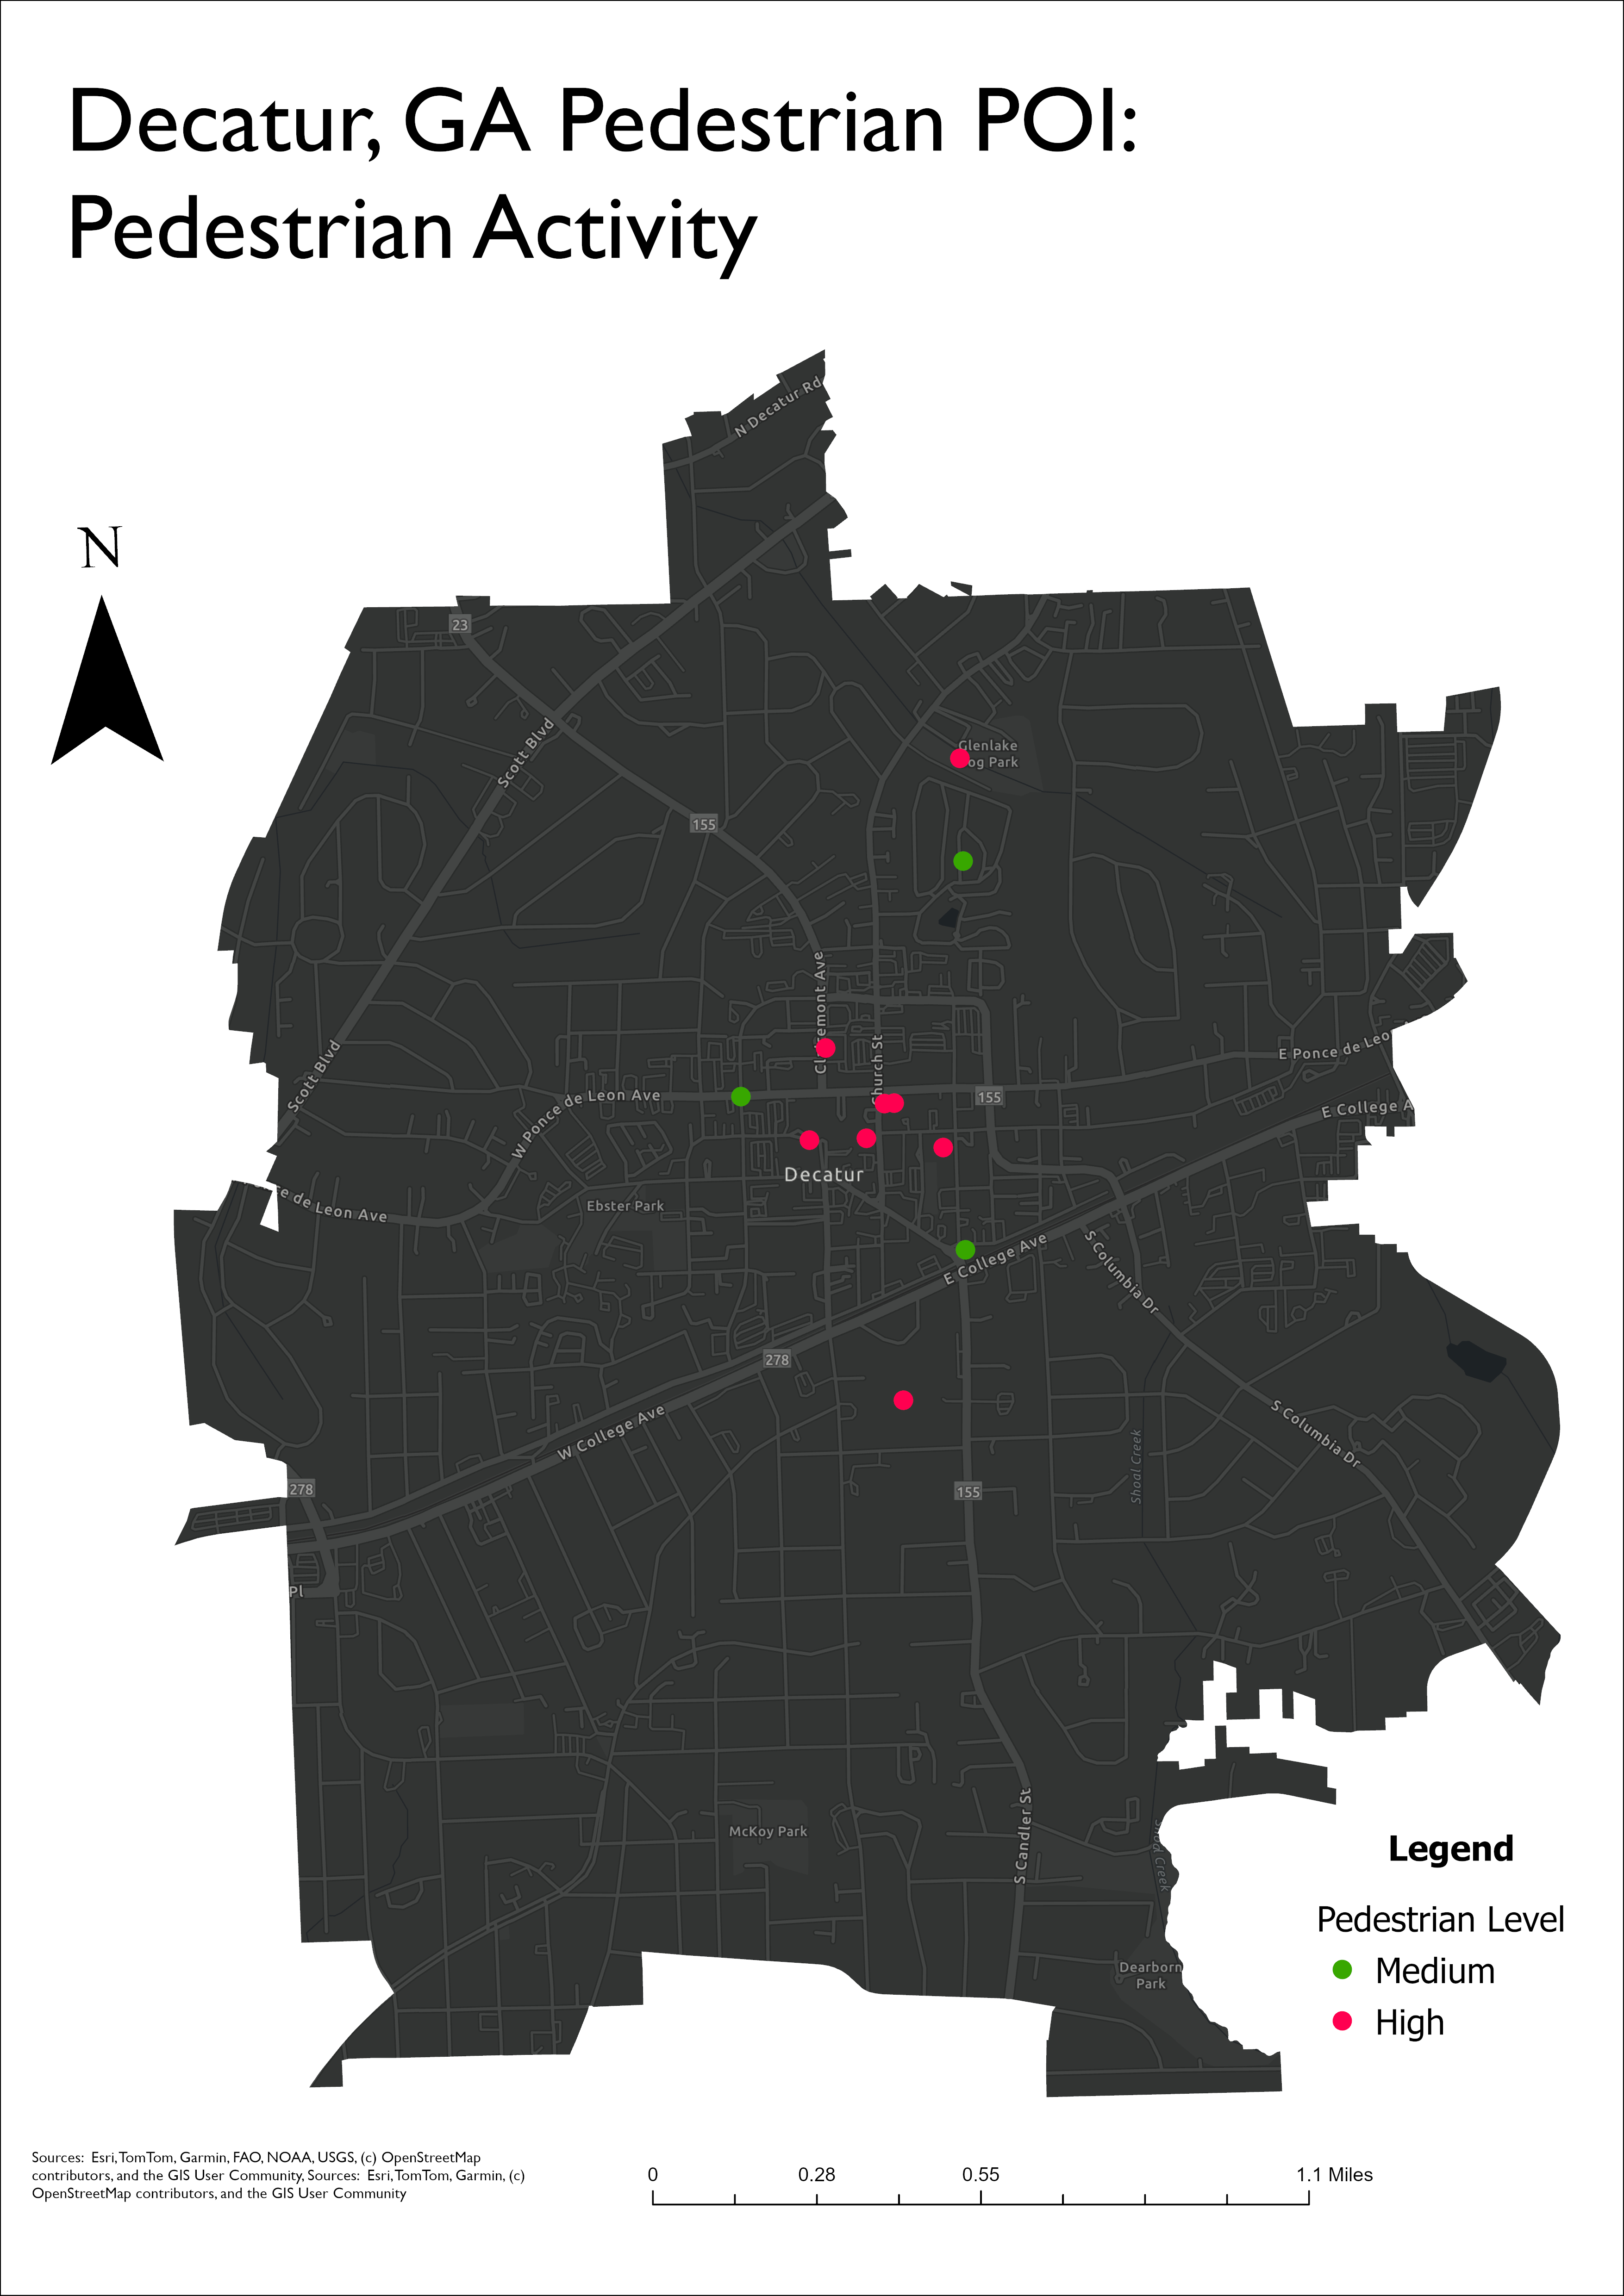 Decatur, GA Pedestrian POI:
Pedestrian Activity
N Decatur Rd
N
23
Scott Blvd
Glenlake
og Park
155
Clairemont Ave
Church St
Scott Blvd
E Ponce de Leo
W Ponce de Leon Ave
155
E College A
Decatur
ce de Leon Ave
Ebster Park
E College Ave
S Columbia Dr
278
W College Ave
S Columbia Dr
Shoal Creek
278
155
Pl
McKoy Park
S Candler St
Shoal Creek
Legend
Pedestrian Level
Medium
High
Dearborn
Park
Sources: Esri, TomTom, Garmin, FAO, NOAA, USGS, (c) OpenStreetMap
contributors, and the GIS User Community, Sources: Esri, TomTom, Garmin, (c)
OpenStreetMap contributors, and the GIS User Community
0 0.28 0.55 1.1 Miles